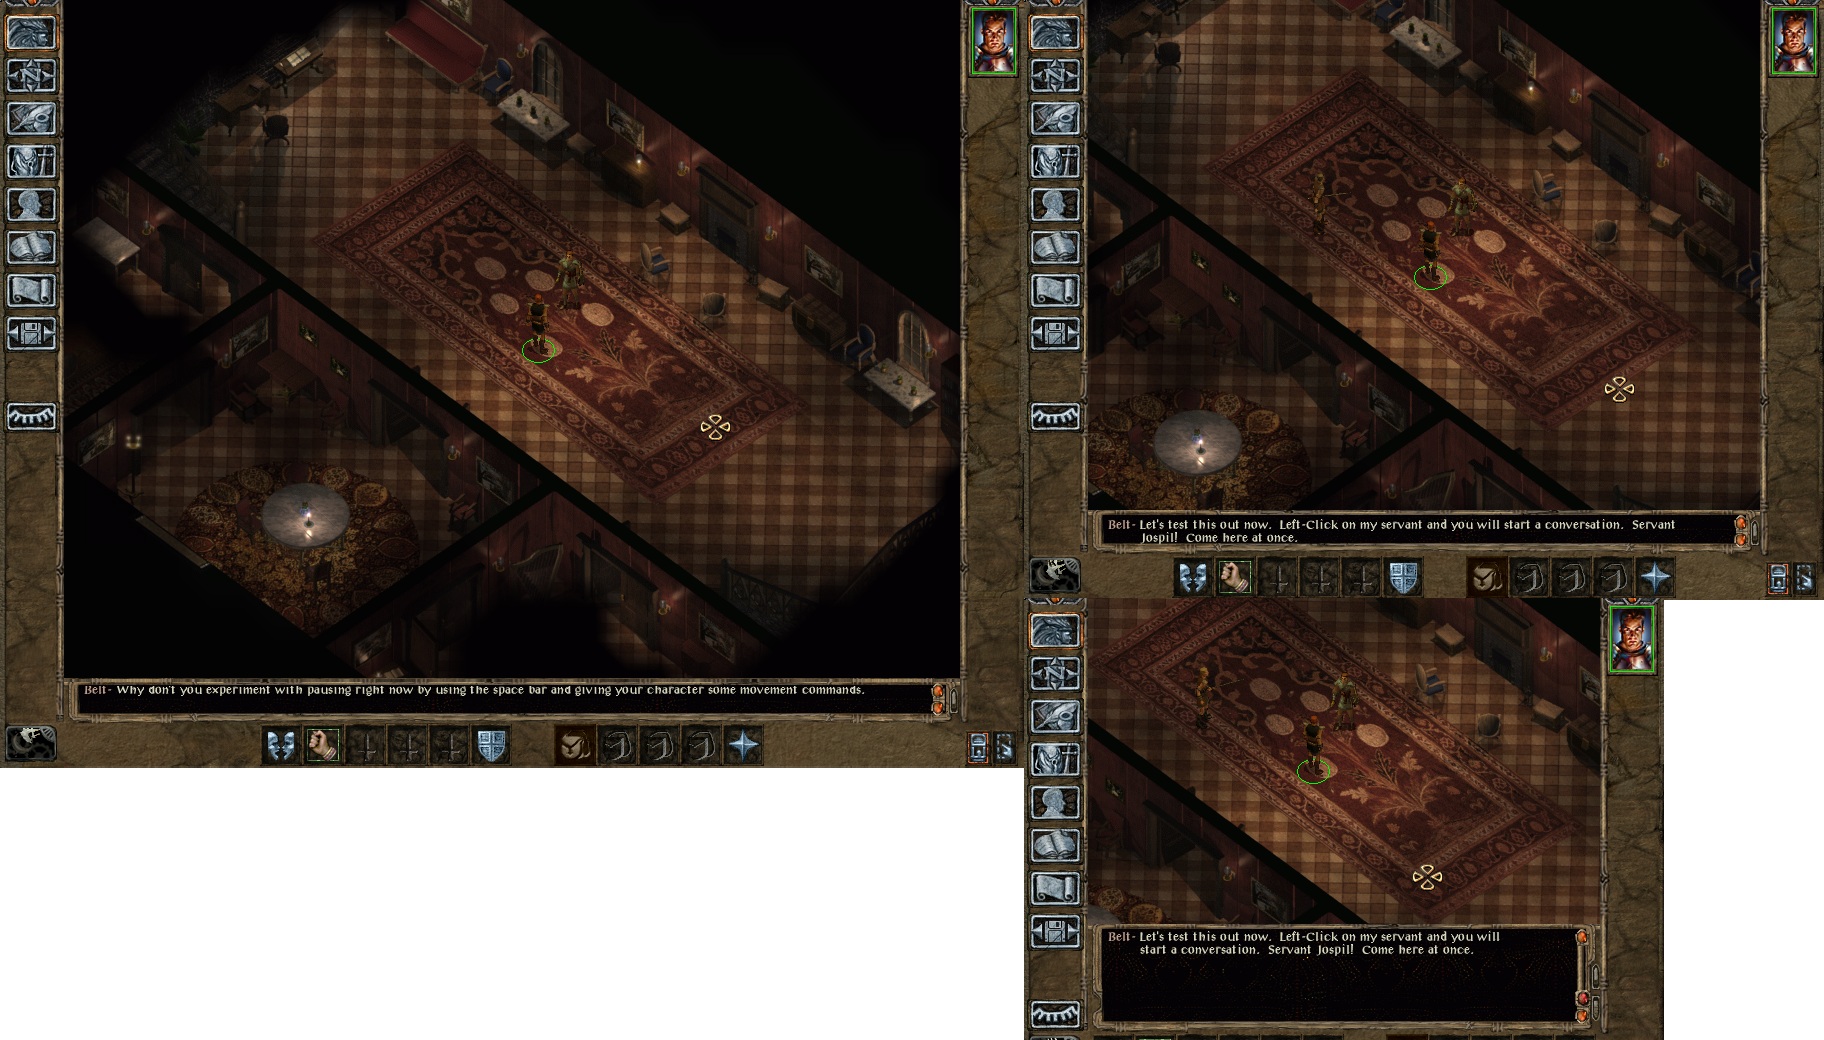 Belt- Why don't you experiment with pausing right now by using the space bar and giving your character some movement commands.
Belt- Let's test this out now. Left-Click on my servant and you will start a conversation. Servant
Jospil! Come here at once.
Belt- Let's test this out now. Left-Click on my servant and you will
start a conversation. Servant Jospil! Come here at once.